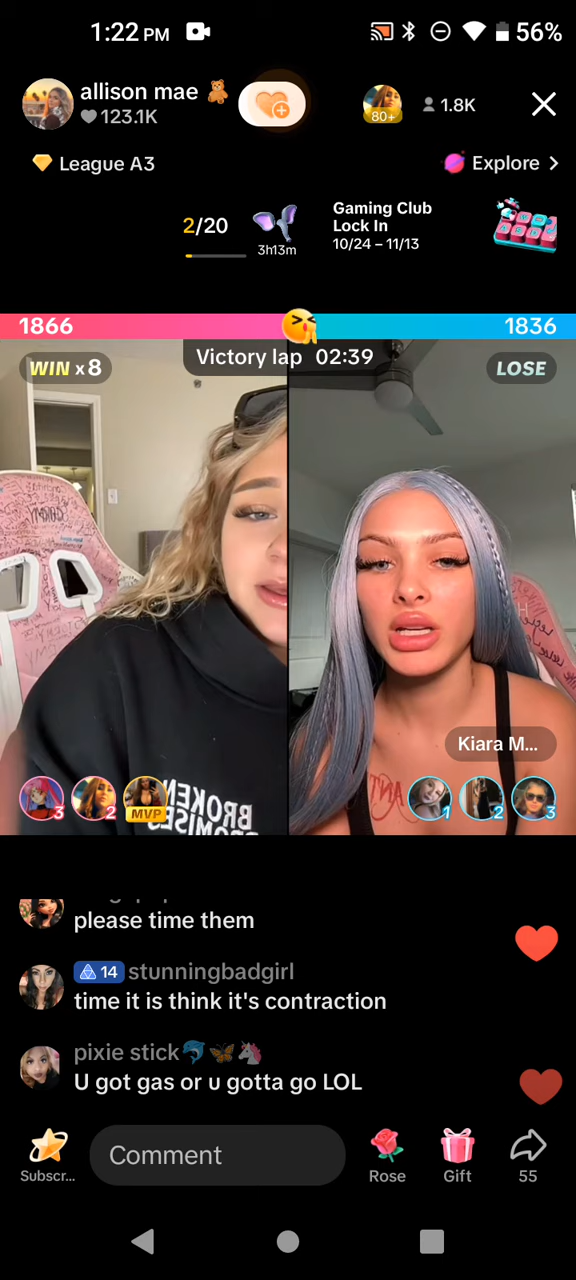 1:22 PM
56%
allison mae 🧸
123.1K
80+
1.8K
League A3
Explore >
2/20
3h13m
Gaming Club
Lock In
10/24 – 11/13
1866
1836
Victory lap 02:39
WIN x8
LOSE
Kiara M...
BROKEN
PROMISES
3
2
MVP
1
2
3
please time them
14 stunningbadgirl
time it is think it's contraction
pixie stick🐬🦋🦄
U got gas or u gotta go LOL
Subscr...
Comment
Rose
Gift
55